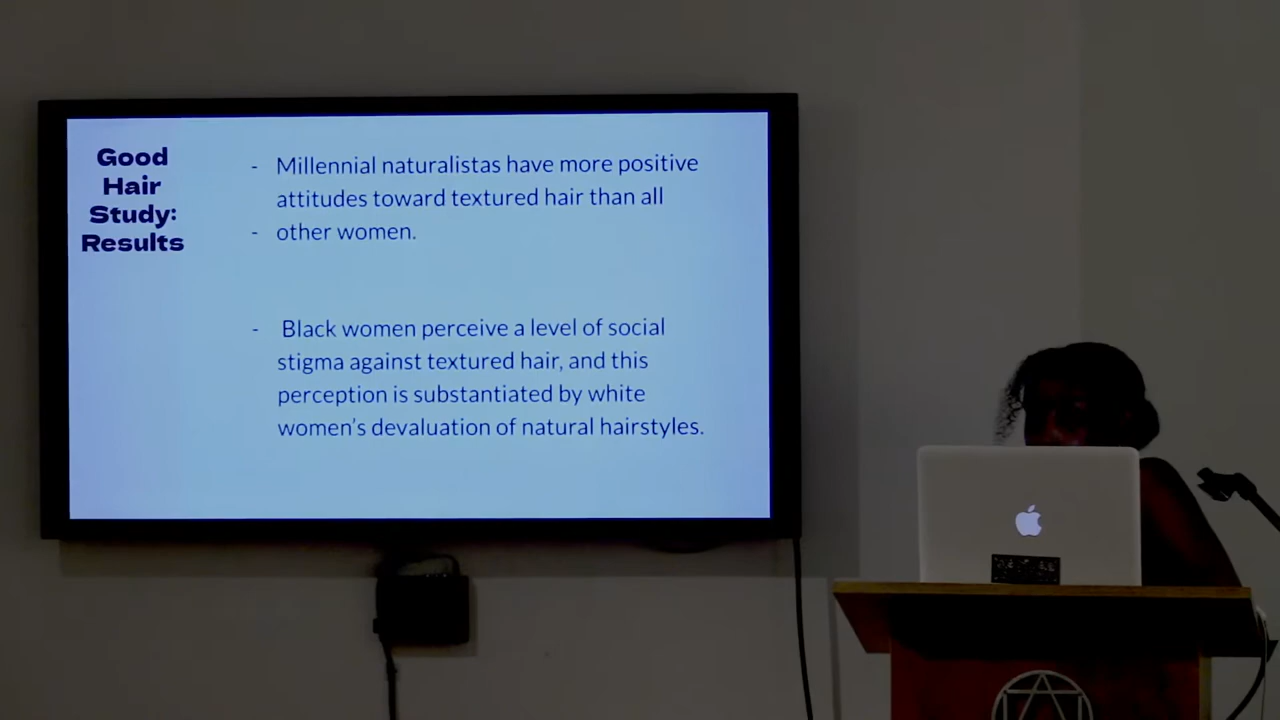 Good
Hair
Study:
Results
- Millennial naturalistas have more positive
attitudes toward textured hair than all
- other women.
- Black women perceive a level of social
stigma against textured hair, and this
perception is substantiated by white
women's devaluation of natural hairstyles.